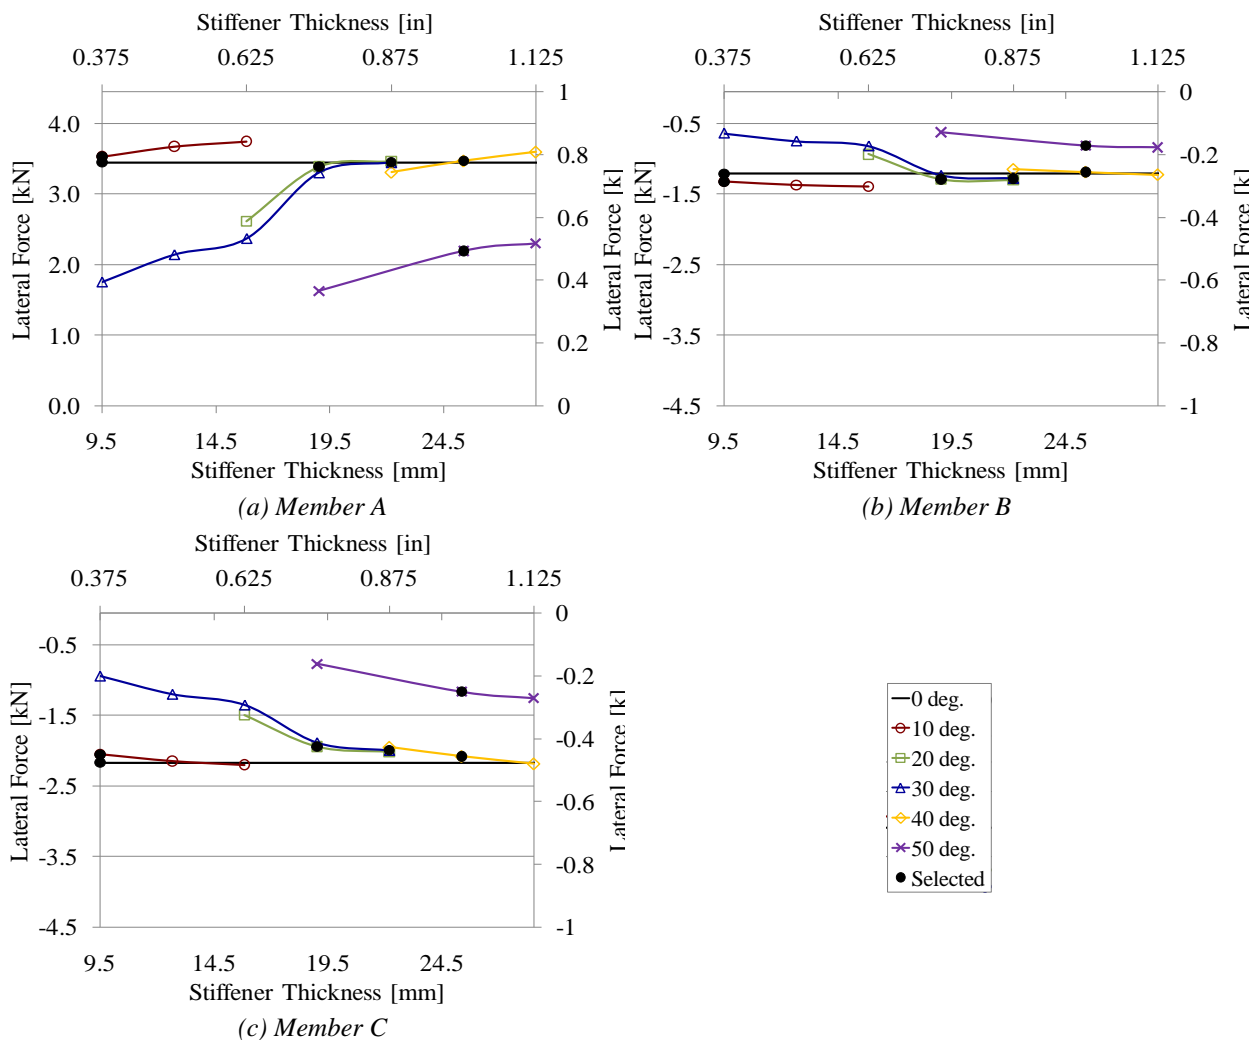 Stiffener Thickness [in]
0.375 0.625 0.875 1.125
4.0
3.0
2.0
1.0
0.0
Lateral Force [kN]
1
0.8
0.6
0.4
0.2
0
Lateral Force [k]
9.5 14.5 19.5 24.5
Stiffener Thickness [mm]
(a) Member A
Stiffener Thickness [in]
0.375 0.625 0.875 1.125
-0.5
-1.5
-2.5
-3.5
-4.5
Lateral Force [kN]
0
-0.2
-0.4
-0.6
-0.8
-1
Lateral Force [k]
9.5 14.5 19.5 24.5
Stiffener Thickness [mm]
(b) Member B
Stiffener Thickness [in]
0.375 0.625 0.875 1.125
-0.5
-1.5
-2.5
-3.5
-4.5
Lateral Force [kN]
0
-0.2
-0.4
-0.6
-0.8
-1
Lateral Force [k]
9.5 14.5 19.5 24.5
Stiffener Thickness [mm]
(c) Member C
0 deg.
10 deg.
20 deg.
30 deg.
40 deg.
50 deg.
Selected